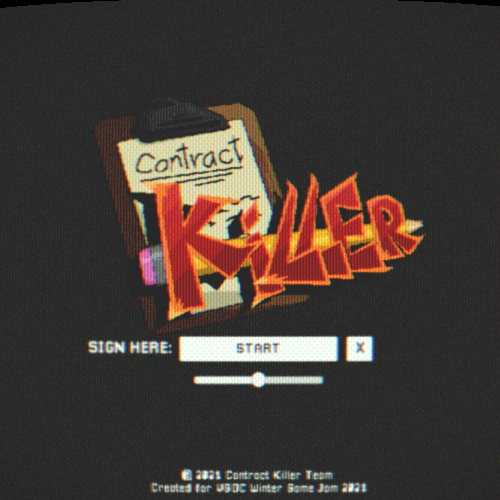 Contract
KiLLER
SIGN HERE: START X
© 2021 Contract Killer Team
Created for VGDC Winter Game Jam 2021